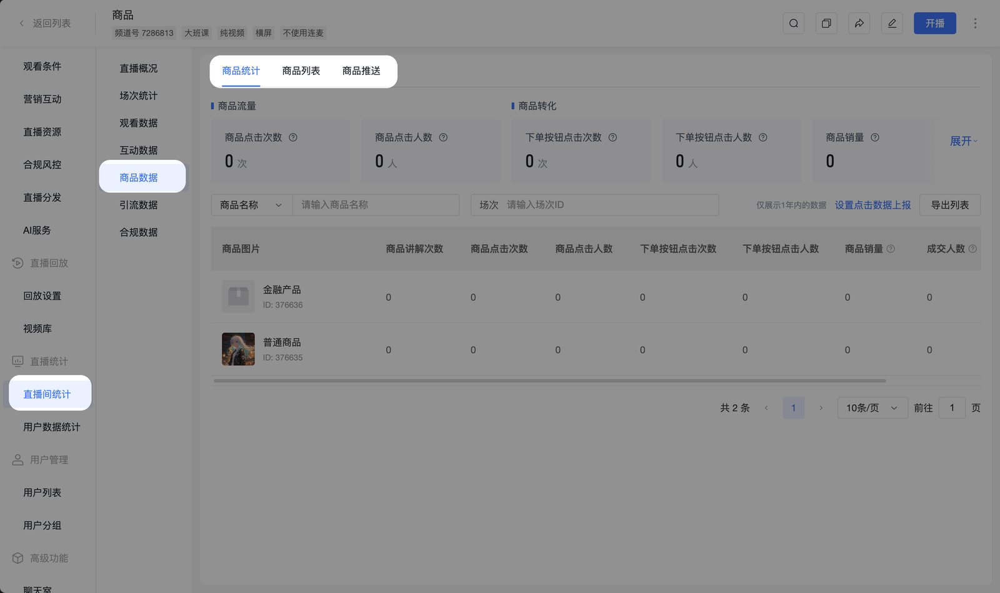 返回列表
商品
频道号 7286813 大班课 纯视频 横屏 不使用连麦
开播
观看条件
营销互动
直播资源
合规风控
直播分发
AI服务
直播回放
回放设置
视频库
直播统计
直播间统计
用户数据统计
用户管理
用户列表
用户分组
高级功能
聊天室
直播概况
场次统计
观看数据
互动数据
商品数据
引流数据
合规数据
商品统计 商品列表 商品推送
商品流量 商品转化
商品点击次数 商品点击人数 下单按钮点击次数 下单按钮点击人数 商品销量
0 次 0 人 0 次 0 人 0
展开
商品名称 请输入商品名称 场次 请输入场次ID 仅展示1年内的数据 设置点击数据上报 导出列表
商品图片 商品讲解次数 商品点击次数 商品点击人数 下单按钮点击次数 下单按钮点击人数 商品销量 成交人数
金融产品
ID: 376636
0 0 0 0 0 0 0
普通商品
ID: 376635
0 0 0 0 0 0 0
共 2 条 1 10条/页 前往 1 页